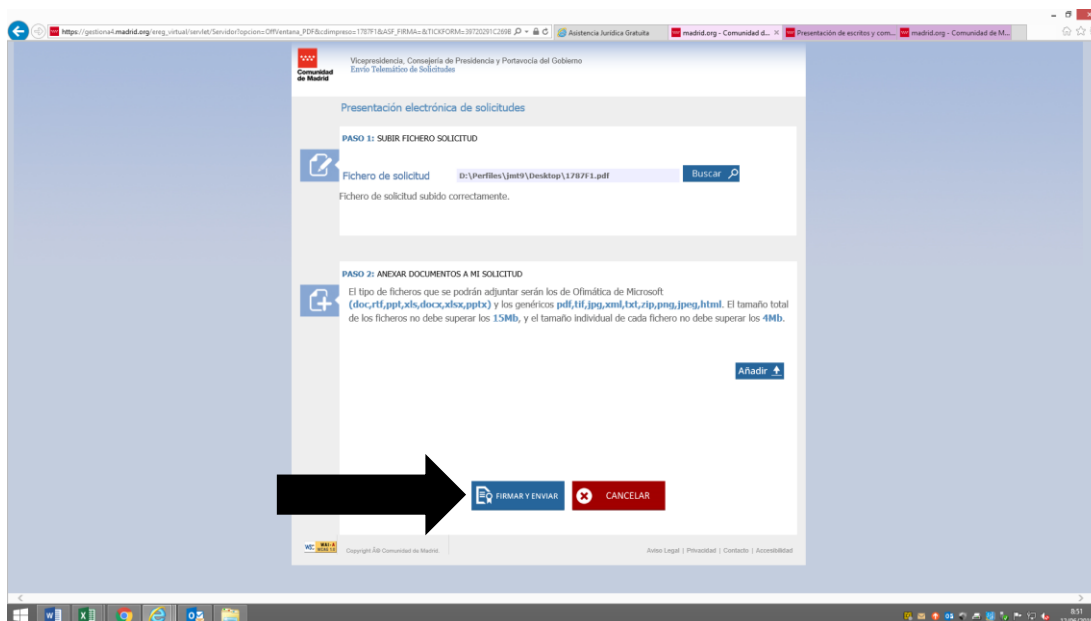 https://gestiona4.madrid.org/ereg_virtual/servlet/Servidor?opcion=OffVentana_PDF&cdimpreso=1787F1&ASF_FIRMA=&TICKFORM=39720291C269B
Asistencia Jurídica Gratuita
madrid.org - Comunidad d...
Presentación de escritos y com...
madrid.org - Comunidad de M...
Comunidad
de Madrid
Vicepresidencia, Consejería de Presidencia y Portavocía del Gobierno
Envío Telemático de Solicitudes
Presentación electrónica de solicitudes
PASO 1: SUBIR FICHERO SOLICITUD
Fichero de solicitud D:\Perfiles\jmt9\Desktop\1787F1.pdf Buscar
Fichero de solicitud subido correctamente.
PASO 2: ANEXAR DOCUMENTOS A MI SOLICITUD
El tipo de ficheros que se podrán adjuntar serán los de Ofimática de Microsoft
(doc,rtf,ppt,xls,docx,xlsx,pptx) y los genéricos pdf,tif,jpg,xml,txt,zip,png,jpeg,html. El tamaño total
de los ficheros no debe superar los 15Mb, y el tamaño individual de cada fichero no debe superar los 4Mb.
Añadir
FIRMAR Y ENVIAR CANCELAR
W3C WAI-A
WCAG 1.0
Copyright Â© Comunidad de Madrid. Aviso Legal | Privacidad | Contacto | Accesibilidad
8:51